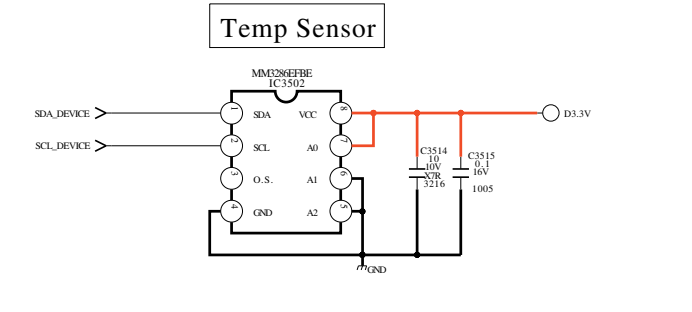 Temp Sensor
MM3286EFBE
IC3502
SDA_DEVICE
1
SDA
VCC
8
D3.3V
SCL_DEVICE
2
SCL
A0
7
3
O.S.
A1
6
4
GND
A2
5
C3514
10
10V
X7R
3216
C3515
0.1
16V
1005
GND